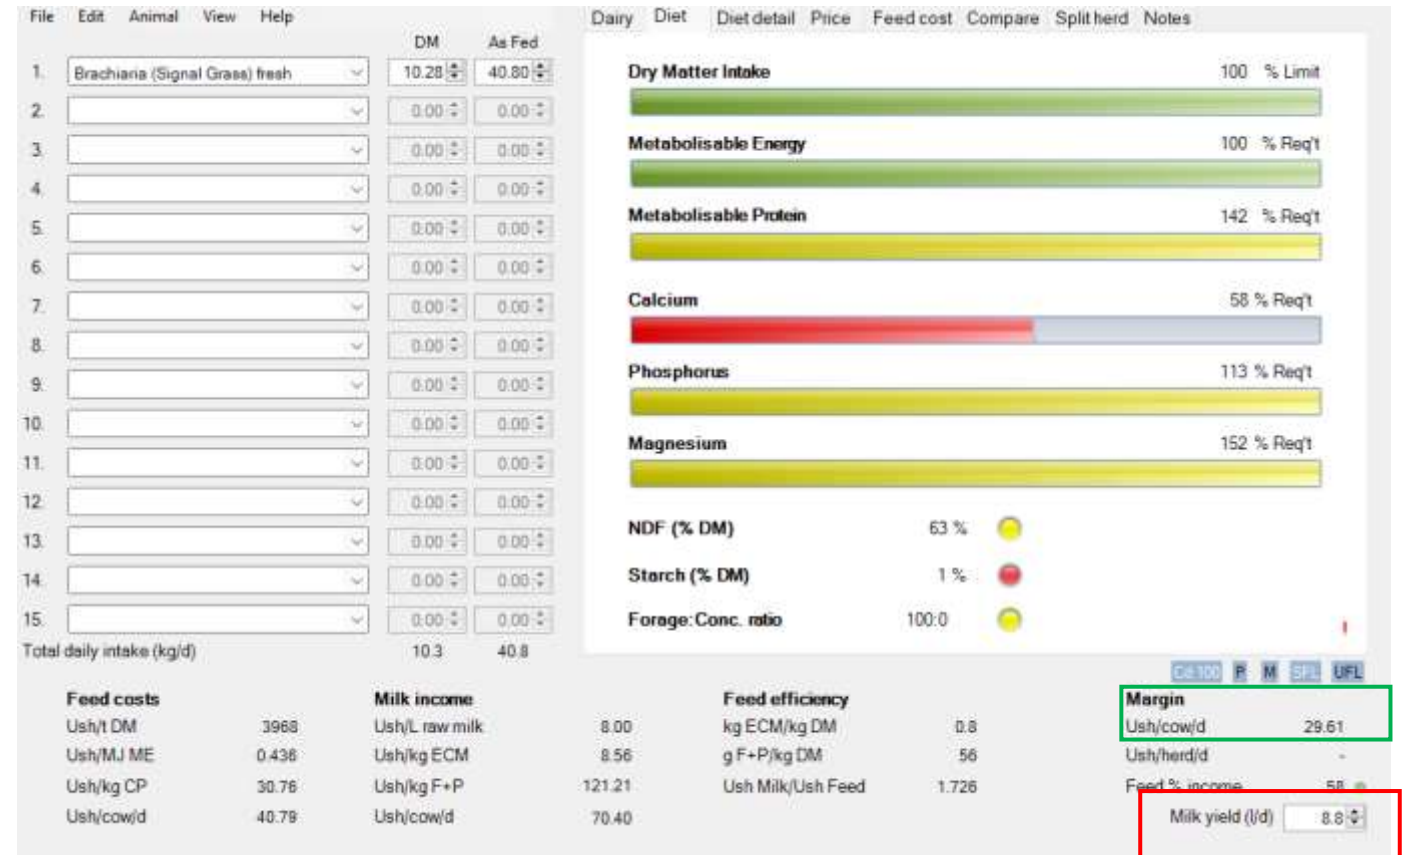 File Edit Animal View Help
Dairy Diet Diet detail Price Feed cost Compare Split herd Notes
DM As Fed
1. Brachiaria (Signal Grass) fresh 10.28 40.80
2. 0.00 0.00
3. 0.00 0.00
4. 0.00 0.00
5. 0.00 0.00
6. 0.00 0.00
7. 0.00 0.00
8. 0.00 0.00
9. 0.00 0.00
10. 0.00 0.00
11. 0.00 0.00
12. 0.00 0.00
13. 0.00 0.00
14. 0.00 0.00
15. 0.00 0.00
Total daily intake (kg/d) 10.3 40.8
Dry Matter Intake 100 % Limit
Metabolisable Energy 100 % Req't
Metabolisable Protein 142 % Req't
Calcium 58 % Req't
Phosphorus 113 % Req't
Magnesium 152 % Req't
NDF (% DM) 63 %
Starch (% DM) 1 %
Forage:Conc. ratio 100:0
P M SFL UFL
Feed costs
Ush/t DM 3968
Ush/MJ ME 0.436
Ush/kg CP 30.76
Ush/cow/d 40.79
Milk income
Ush/L raw milk 8.00
Ush/kg ECM 8.56
Ush/kg F+P 121.21
Ush/cow/d 70.40
Feed efficiency
kg ECM/kg DM 0.8
g F+P/kg DM 56
Ush Milk/Ush Feed 1.726
Margin
Ush/cow/d 29.61
Ush/herd/d -
Feed % income 58
Milk yield (l/d) 8.8